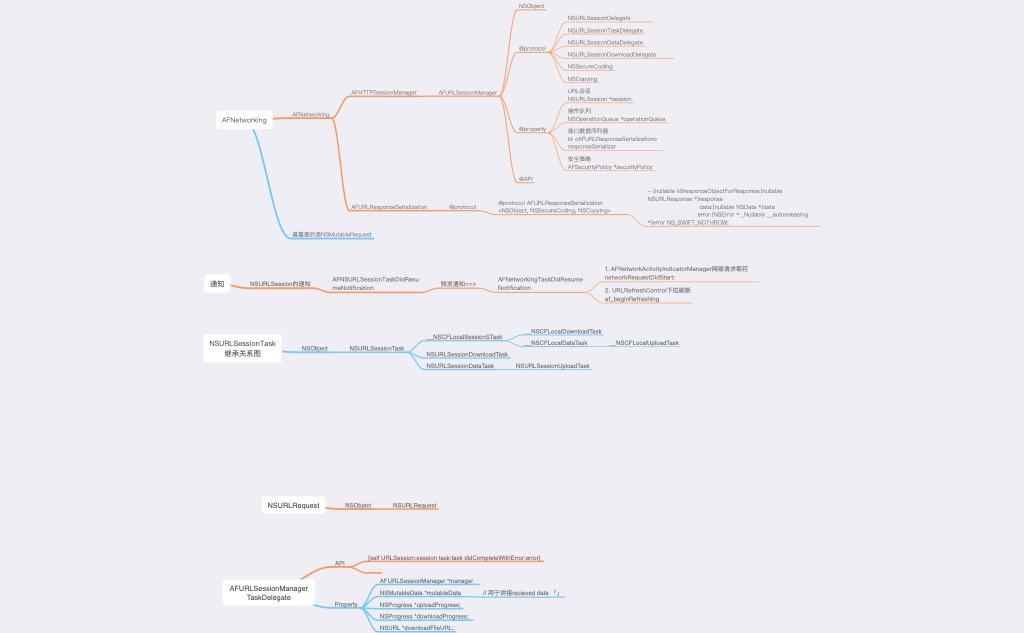 AFNetworking
AFNetworking
AFHTTPSessionManager
AFURLSessionManager
NSObject
@protocol
NSURLSessionDelegate
NSURLSessionTaskDelegate
NSURLSessionDataDelegate
NSURLSessionDownloadDelegate
NSSecureCoding
NSCopying
@property
URL会话
NSURLSession *session
操作队列
NSOperationQueue *operationQueue
接口数据序列器
id <AFURLResponseSerialization>
responseSerializer
安全策略
AFSecurityPolicy *securityPolicy
@API
AFURLResponseSerialization
@protocol
@protocol AFURLResponseSerialization
<NSObject, NSSecureCoding, NSCopying>
- (nullable id)responseObjectForResponse:(nullable
NSURLResponse *)response
data:(nullable NSData *)data
error:(NSError * _Nullable __autoreleasing
*)error NS_SWIFT_NOTHROW;
最重要的是NSMutableRequest
通知
NSURLSession的通知
AFNSURLSessionTaskDidResu
meNotification
转发通知==>
AFNetworkingTaskDidResume
Notification
1. AFNetworkActivityIndicatorManager网络请求菊花
networkRequestDidStart:
2. URLRefreshControl下拉刷新
af_beginRefreshing
NSURLSessionTask
继承关系图
NSObject
NSURLSessionTask
__NSCFLocalSessionSTask
__NSCFLocalDownloadTask
__NSCFLocalDataTask
__NSCFLocalUploadTask
NSURLSessionDownloadTask
NSURLSessionDataTask
NSURLSessionUploadTask
NSURLRequest
NSObject
NSURLRequest
AFURLSessionManager
TaskDelegate
API
[self URLSession:session task:task didCompleteWithError:error]
Property
AFURLSessionManager *manager
NSMutableData *mutableData
// 用于拼接recieved data 「」
NSProgress *uploadProgress;
NSProgress *downloadProgress;
NSURL *downloadFileURL;